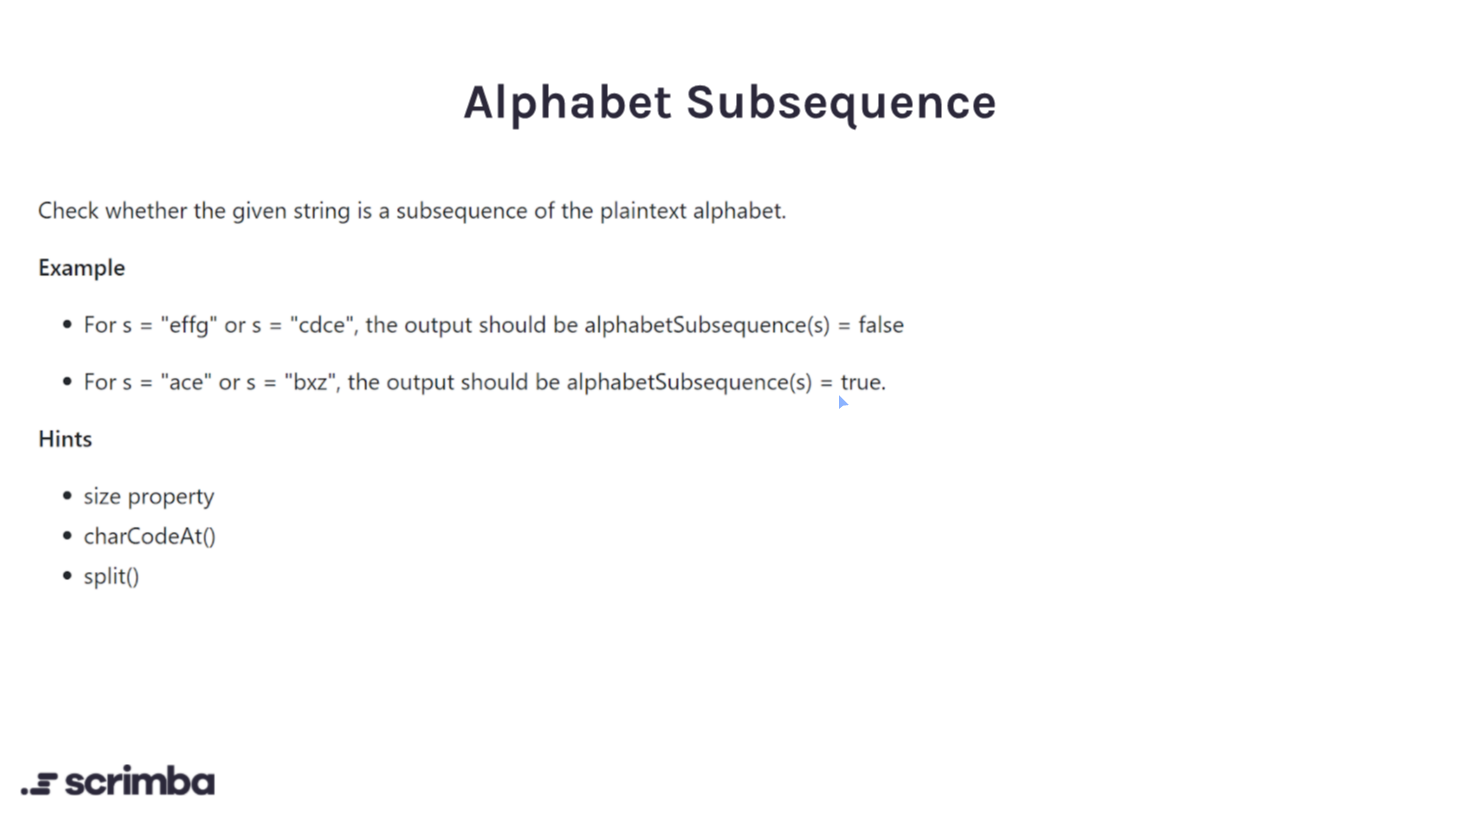 Alphabet Subsequence
Check whether the given string is a subsequence of the plaintext alphabet.
Example
• For s = "effg" or s = "cdce", the output should be alphabetSubsequence(s) = false
• For s = "ace" or s = "bxz", the output should be alphabetSubsequence(s) = true.
Hints
• size property
• charCodeAt()
• split()
scrimba